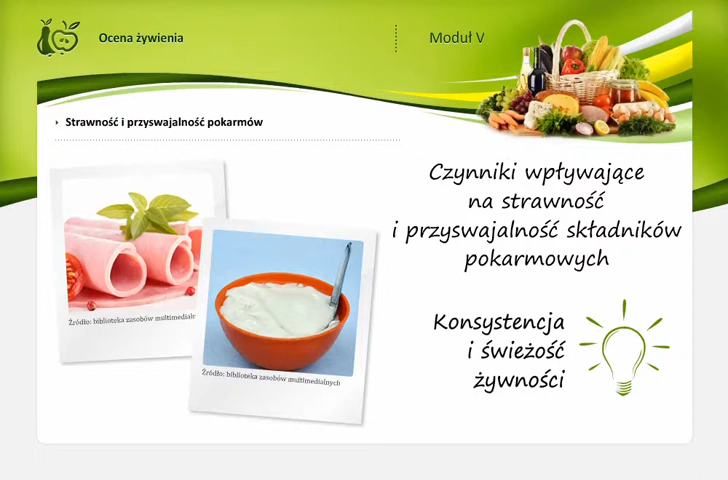 Ocena żywienia
Moduł V
Strawność i przyswajalność pokarmów
Czynniki wpływające
na strawność
i przyswajalność składników
pokarmowych
Źródło: biblioteka zasobów multimedialn
Źródło: biblioteka zasobów multimedialnych
Konsystencja
i świeżość
żywności